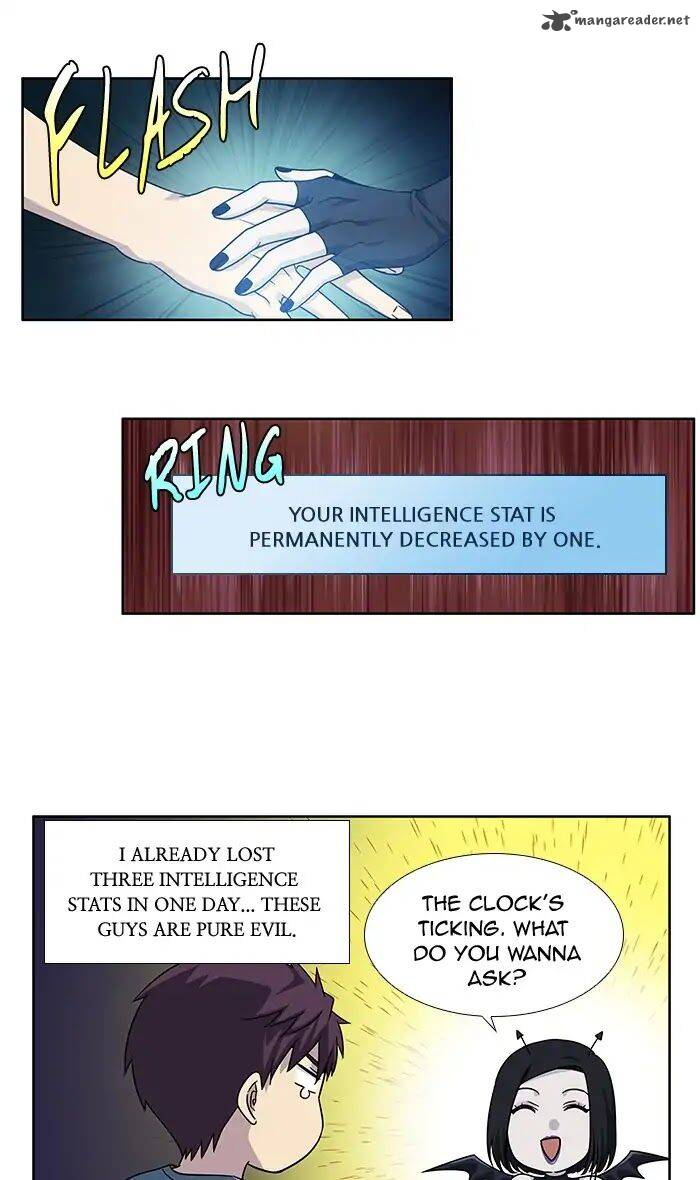 mangareader.net
FLASH
RING
YOUR INTELLIGENCE STAT IS
PERMANENTLY DECREASED BY ONE.
I ALREADY LOST
THREE INTELLIGENCE
STATS IN ONE DAY... THESE
GUYS ARE PURE EVIL.
THE CLOCK'S
TICKING. WHAT
DO YOU WANNA
ASK?